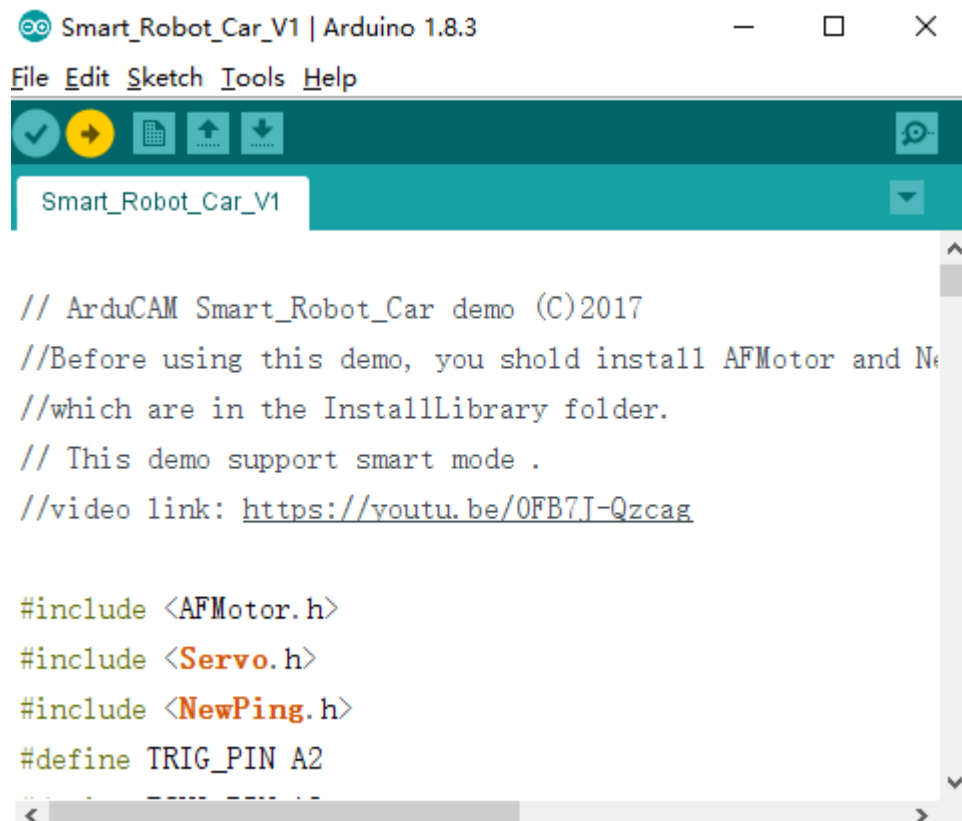 Smart_Robot_Car_V1 | Arduino 1.8.3
File Edit Sketch Tools Help
Smart_Robot_Car_V1
// ArduCAM Smart_Robot_Car demo (C)2017
//Before using this demo, you shold install AFMotor and
//which are in the InstallLibrary folder.
// This demo support smart mode .
//video link: https://youtu.be/0FB7J-Qzcag
#include <AFMotor.h>
#include <Servo.h>
#include <NewPing.h>
#define TRIG_PIN A2